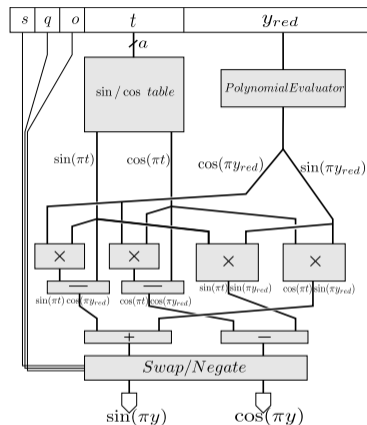 s q o t y_red
a
sin / cos table
PolynomialEvaluator
sin(πt) cos(πt) cos(πy_red) sin(πy_red)
× × × ×
− −
sin(πt) cos(πy_red) cos(πt) cos(πy_red) sin(πt) sin(πy_red) cos(πt) sin(πy_red)
+ −
Swap/Negate
sin(πy) cos(πy)